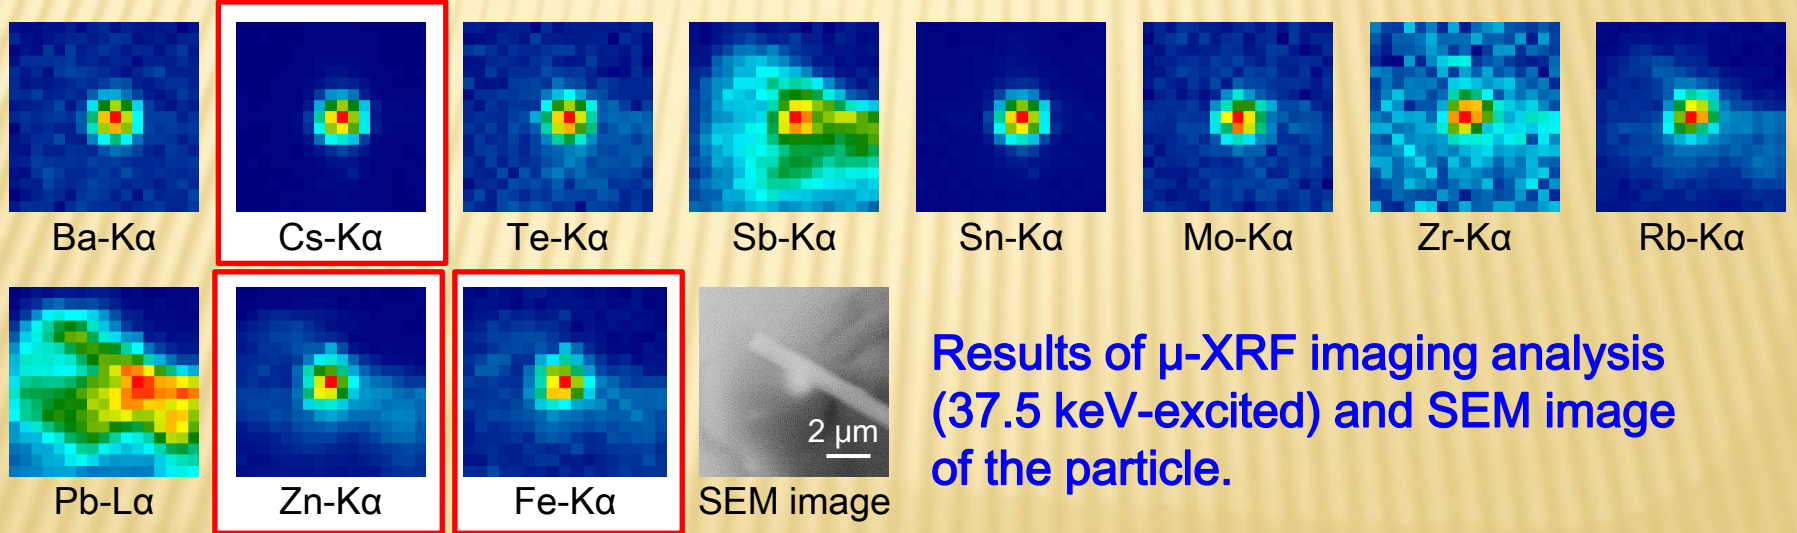 Ba-Kα
Cs-Kα
Te-Kα
Sb-Kα
Sn-Kα
Mo-Kα
Zr-Kα
Rb-Kα
Pb-Lα
Zn-Kα
Fe-Kα
2 μm
SEM image
Results of μ-XRF imaging analysis
(37.5 keV-excited) and SEM image
of the particle.